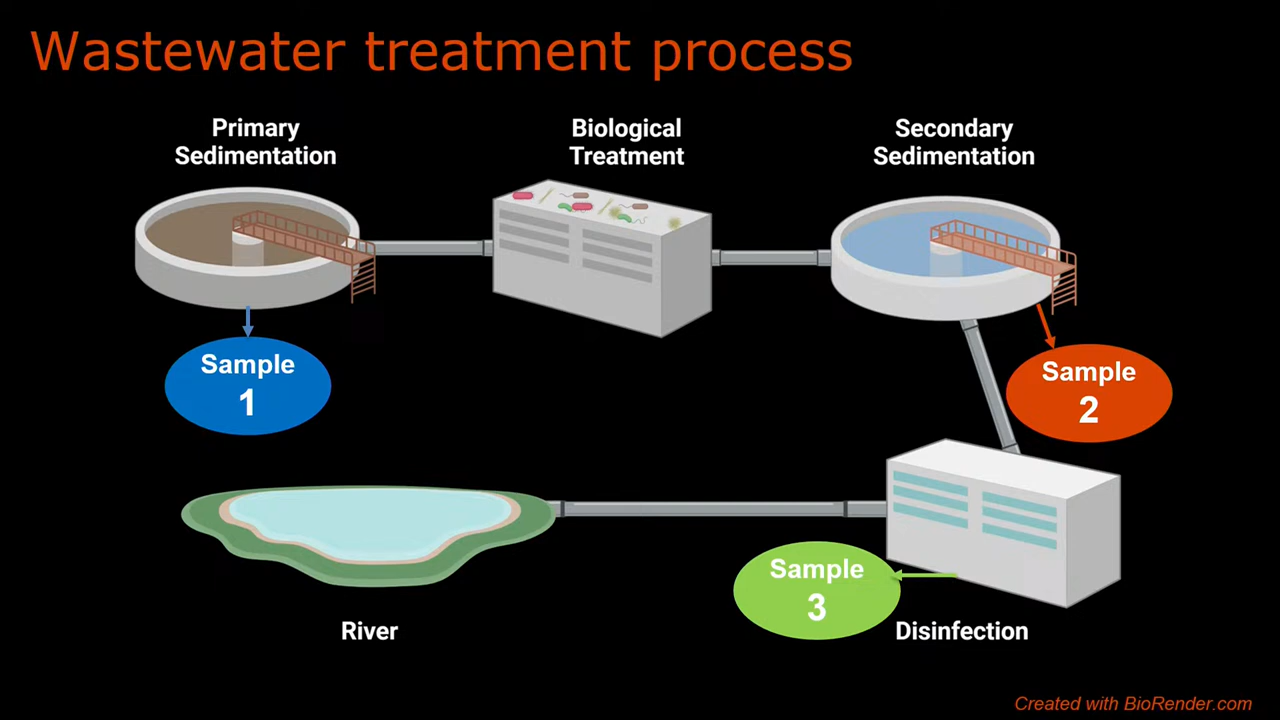 Wastewater treatment process
Primary
Sedimentation
Biological
Treatment
Secondary
Sedimentation
Sample
1
Sample
2
Sample
3
River
Disinfection
Created with BioRender.com